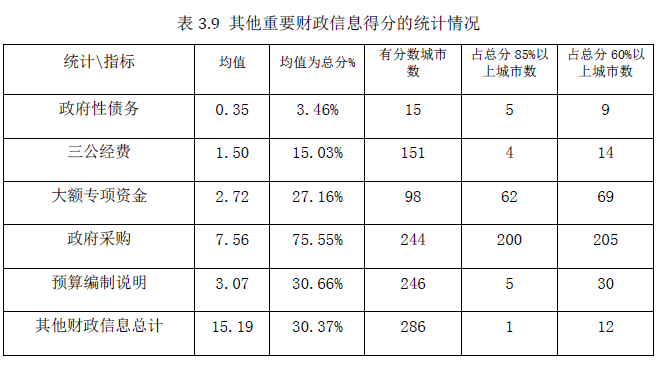 表 3.9 其他重要财政信息得分的统计情况
统计\指标 均值 均值为总分% 有分数城市数 占总分 85%以上城市数 占总分 60%以上城市数
政府性债务 0.35 3.46% 15 5 9
三公经费 1.50 15.03% 151 4 14
大额专项资金 2.72 27.16% 98 62 69
政府采购 7.56 75.55% 244 200 205
预算编制说明 3.07 30.66% 246 5 30
其他财政信息总计 15.19 30.37% 286 1 12